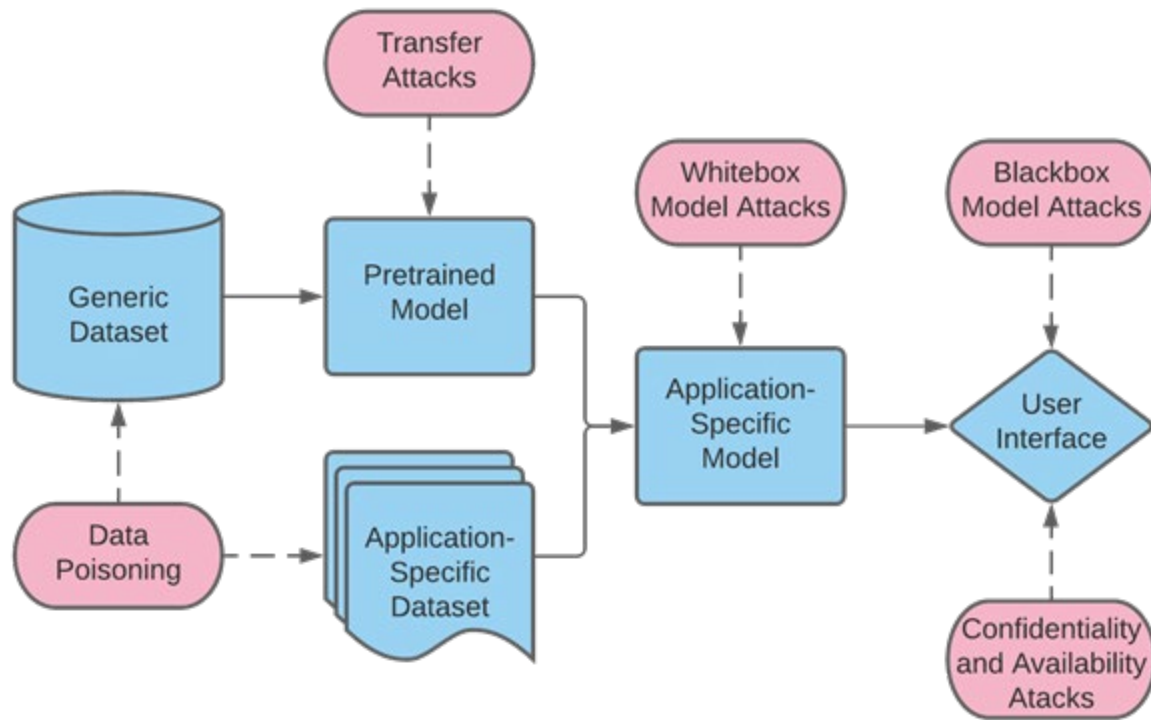 Transfer
Attacks
Whitebox
Model Attacks
Blackbox
Model Attacks
Generic
Dataset
Pretrained
Model
Application-
Specific
Model
User
Interface
Data
Poisoning
Application-
Specific
Dataset
Confidentiality
and Availability
Atacks